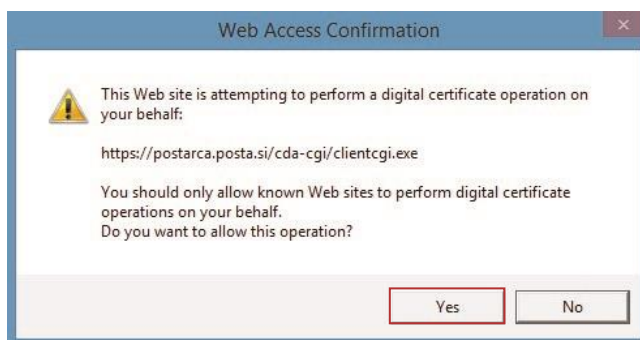 Web Access Confirmation
This Web site is attempting to perform a digital certificate operation on
your behalf:
https://postarca.posta.si/cda-cgi/clientcgi.exe
You should only allow known Web sites to perform digital certificate
operations on your behalf.
Do you want to allow this operation?
Yes
No